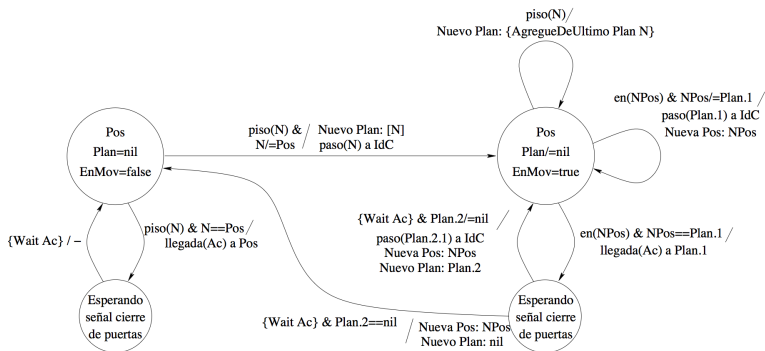 piso(N) /
Nuevo Plan: {AgregueDeUltimo Plan N}
en(NPos) & NPos/=Plan.1 /
paso(Plan.1) a IdC
Nueva Pos: NPos
piso(N) & / Nuevo Plan: [N]
N/=Pos paso(N) a IdC
Pos
Plan=nil
EnMov=false
Pos
Plan/=nil
EnMov=true
{Wait Ac} / −
piso(N) & N==Pos /
llegada(Ac) a Pos
{Wait Ac} & Plan.2/=nil /
paso(Plan.2.1) a IdC
Nueva Pos: NPos
Nuevo Plan: Plan.2
en(NPos) & NPos==Plan.1 /
llegada(Ac) a Plan.1
Esperando
señal cierre
de puertas
{Wait Ac} & Plan.2==nil / Nueva Pos: NPos
Nuevo Plan: nil
Esperando
señal cierre
de puertas